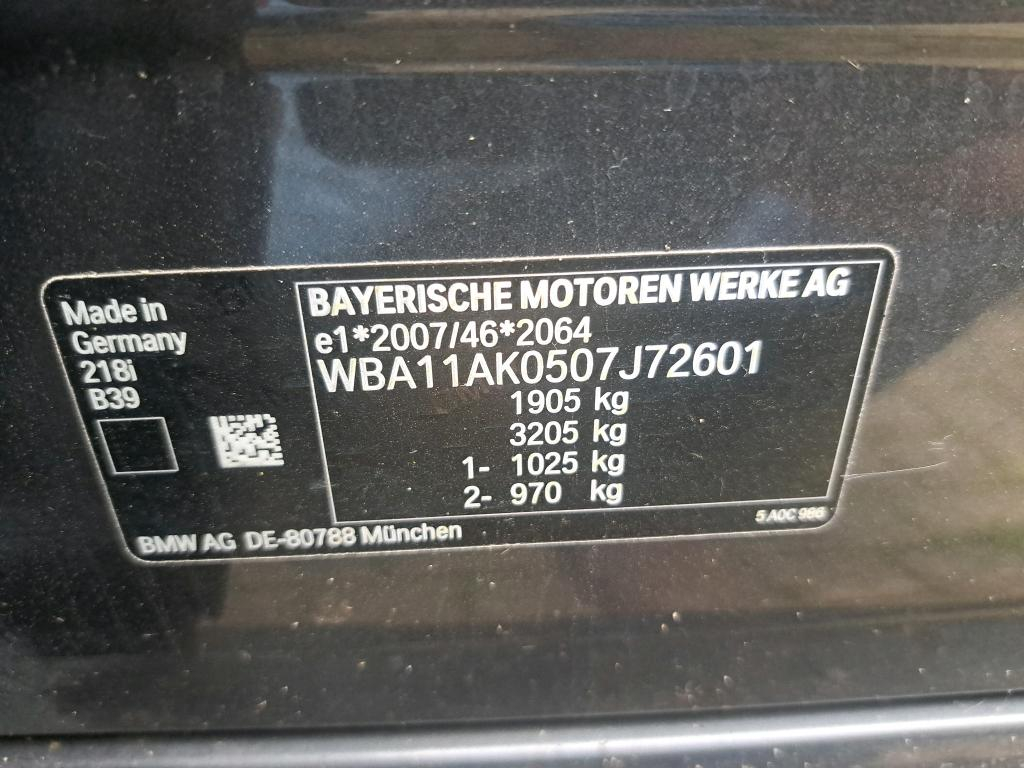 Made in
Germany
218i
B39
BAYERISCHE MOTOREN WERKE AG
e1*2007/46*2064
WBA11AK0507J72601
1905 kg
3205 kg
1- 1025 kg
2- 970 kg
5 A0C 986
BMW AG DE-80788 München